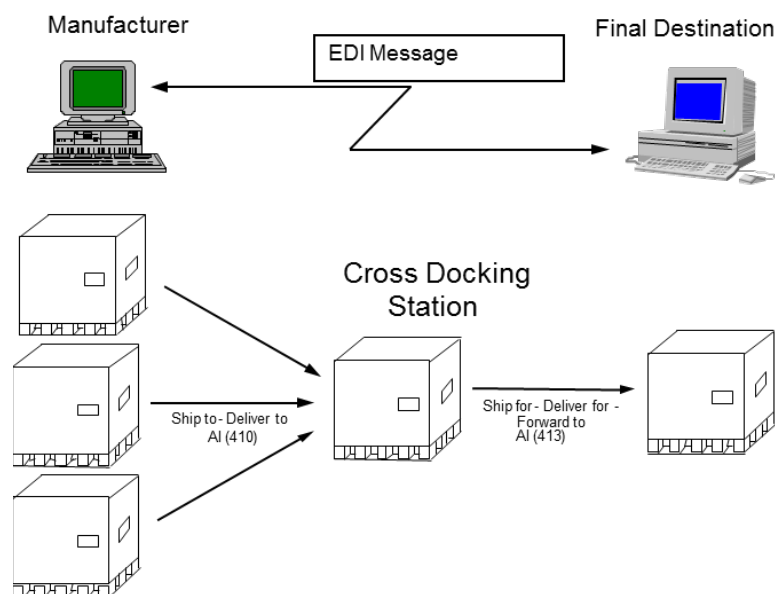 Manufacturer
Final Destination
EDI Message
Cross Docking
Station
Ship to - Deliver to
AI (410)
Ship for - Deliver for -
Forward to
AI (413)